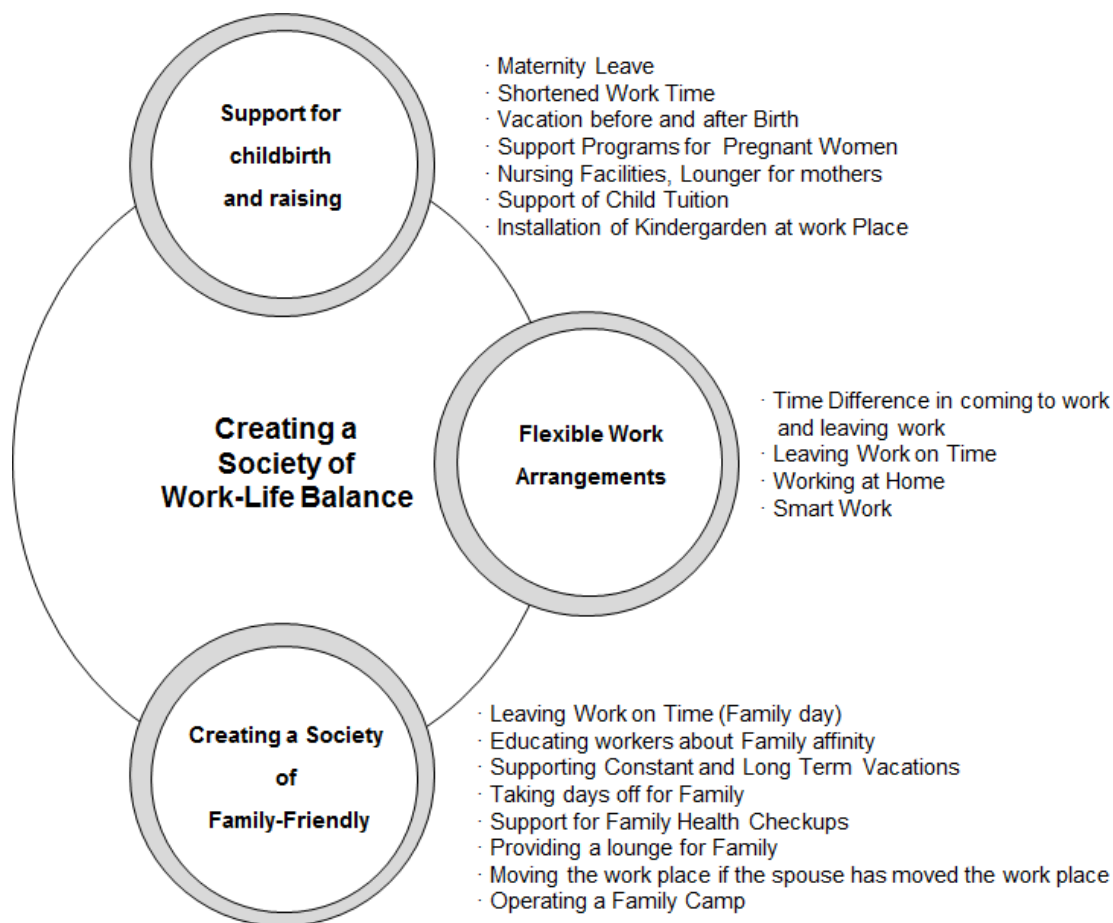 Support for
childbirth
and raising
· Maternity Leave
· Shortened Work Time
· Vacation before and after Birth
· Support Programs for Pregnant Women
· Nursing Facilities, Lounger for mothers
· Support of Child Tuition
· Installation of Kindergarden at work Place
Creating a
Society of
Work-Life Balance
Flexible Work
Arrangements
· Time Difference in coming to work
and leaving work
· Leaving Work on Time
· Working at Home
· Smart Work
Creating a Society
of
Family-Friendly
· Leaving Work on Time (Family day)
· Educating workers about Family affinity
· Supporting Constant and Long Term Vacations
· Taking days off for Family
· Support for Family Health Checkups
· Providing a lounge for Family
· Moving the work place if the spouse has moved the work place
· Operating a Family Camp